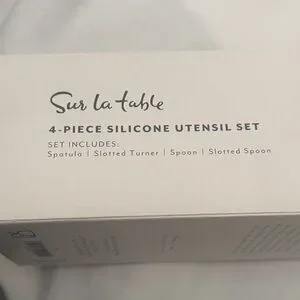 Sur la table
4-PIECE SILICONE UTENSIL SET
SET INCLUDES:
Spatula | Slotted Turner | Spoon | Slotted Spoon